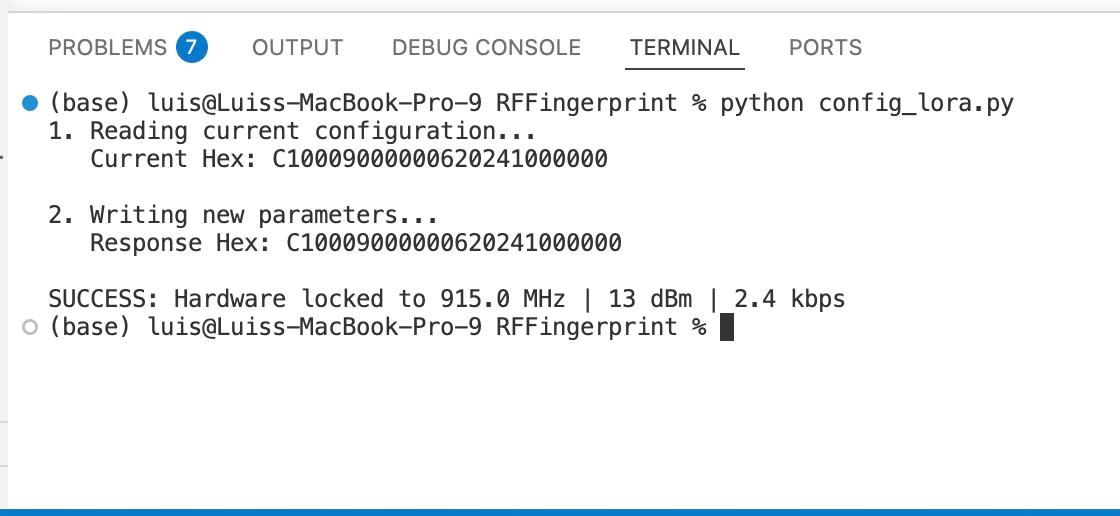 PROBLEMS 7 OUTPUT DEBUG CONSOLE TERMINAL PORTS
(base) luis@Luiss-MacBook-Pro-9 RFFingerprint % python config_lora.py
1. Reading current configuration...
Current Hex: C1000900000620241000000
2. Writing new parameters...
Response Hex: C1000900000620241000000
SUCCESS: Hardware locked to 915.0 MHz | 13 dBm | 2.4 kbps
(base) luis@Luiss-MacBook-Pro-9 RFFingerprint %